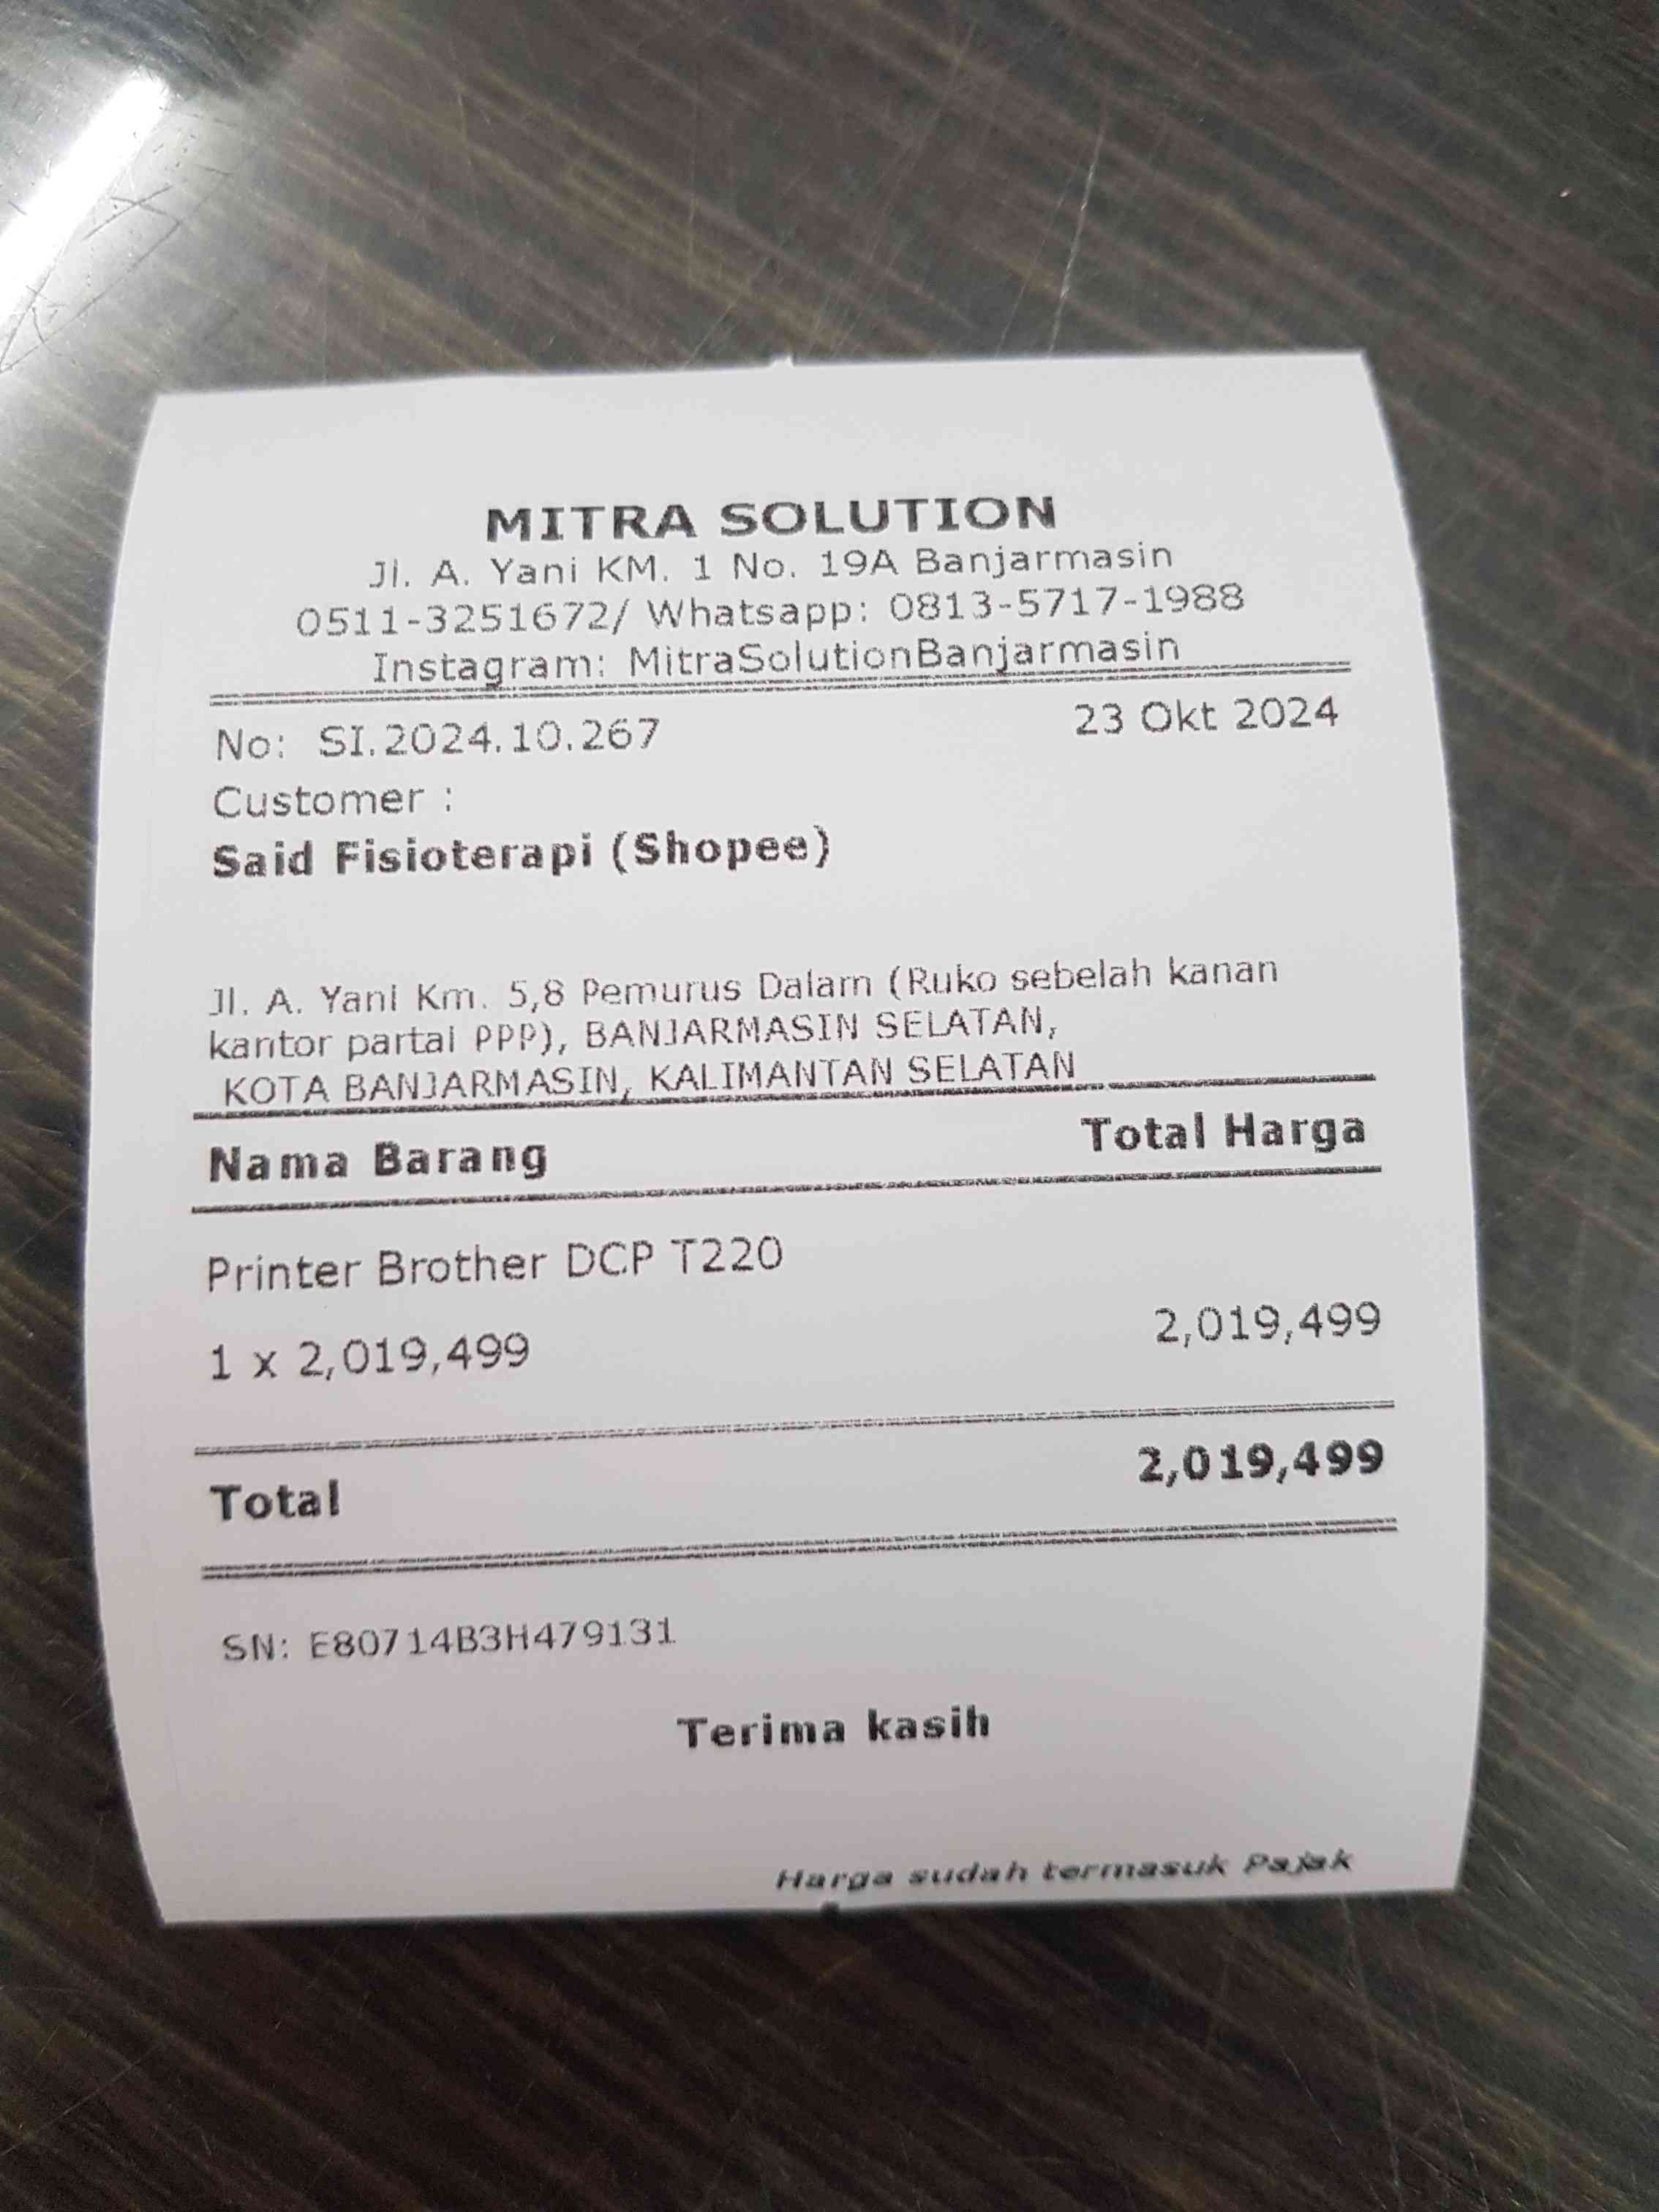 MITRA SOLUTION
Jl. A. Yani KM. 1 No. 19A Banjarmasin
0511-3251672/ Whatsapp: 0813-5717-1988
Instagram: MitraSolutionBanjarmasin
No: SI.2024.10.267 23 Okt 2024
Customer :
Said Fisioterapi (Shopee)
Jl. A. Yani Km. 5,8 Pemurus Dalam (Ruko sebelah kanan
kantor partai PPP), BANJARMASIN SELATAN,
KOTA BANJARMASIN, KALIMANTAN SELATAN
Nama Barang Total Harga
Printer Brother DCP T220
1 x 2,019,499 2,019,499
Total 2,019,499
SN: E80714B3H479131
Terima kasih
Harga sudah termasuk Pajak